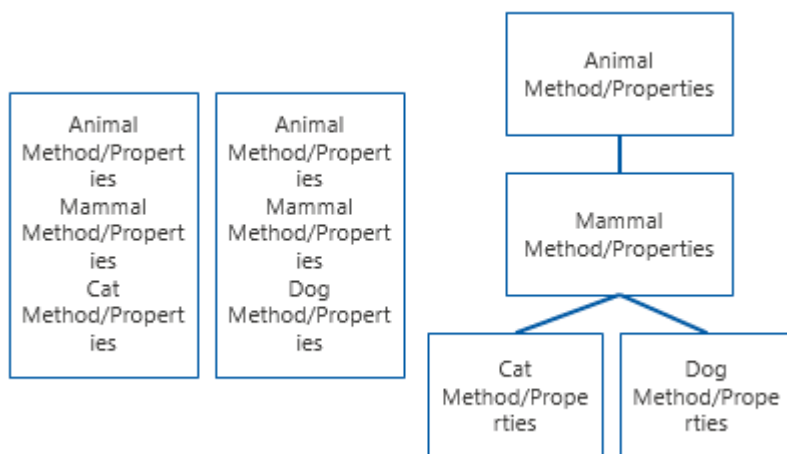 Animal
Method/Propert
ies
Mammal
Method/Propert
ies
Cat
Method/Propert
ies
Animal
Method/Propert
ies
Mammal
Method/Propert
ies
Dog
Method/Propert
ies
Animal
Method/Properties
Mammal
Method/Properties
Cat
Method/Prope
rties
Dog
Method/Prope
rties